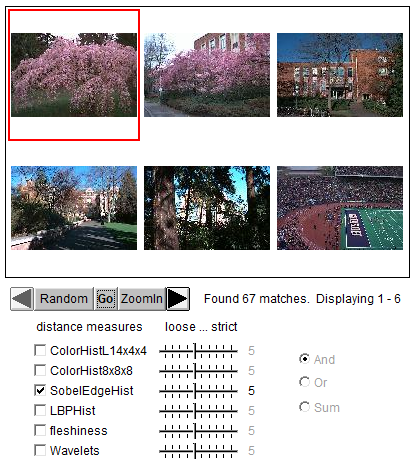 Random Go ZoomIn Found 67 matches. Displaying 1 - 6
distance measures loose ... strict
ColorHistL14x4x4 5
ColorHist8x8x8 5
SobelEdgeHist 5
LBPHist 5
fleshiness 5
Wavelets 5
And
Or
Sum